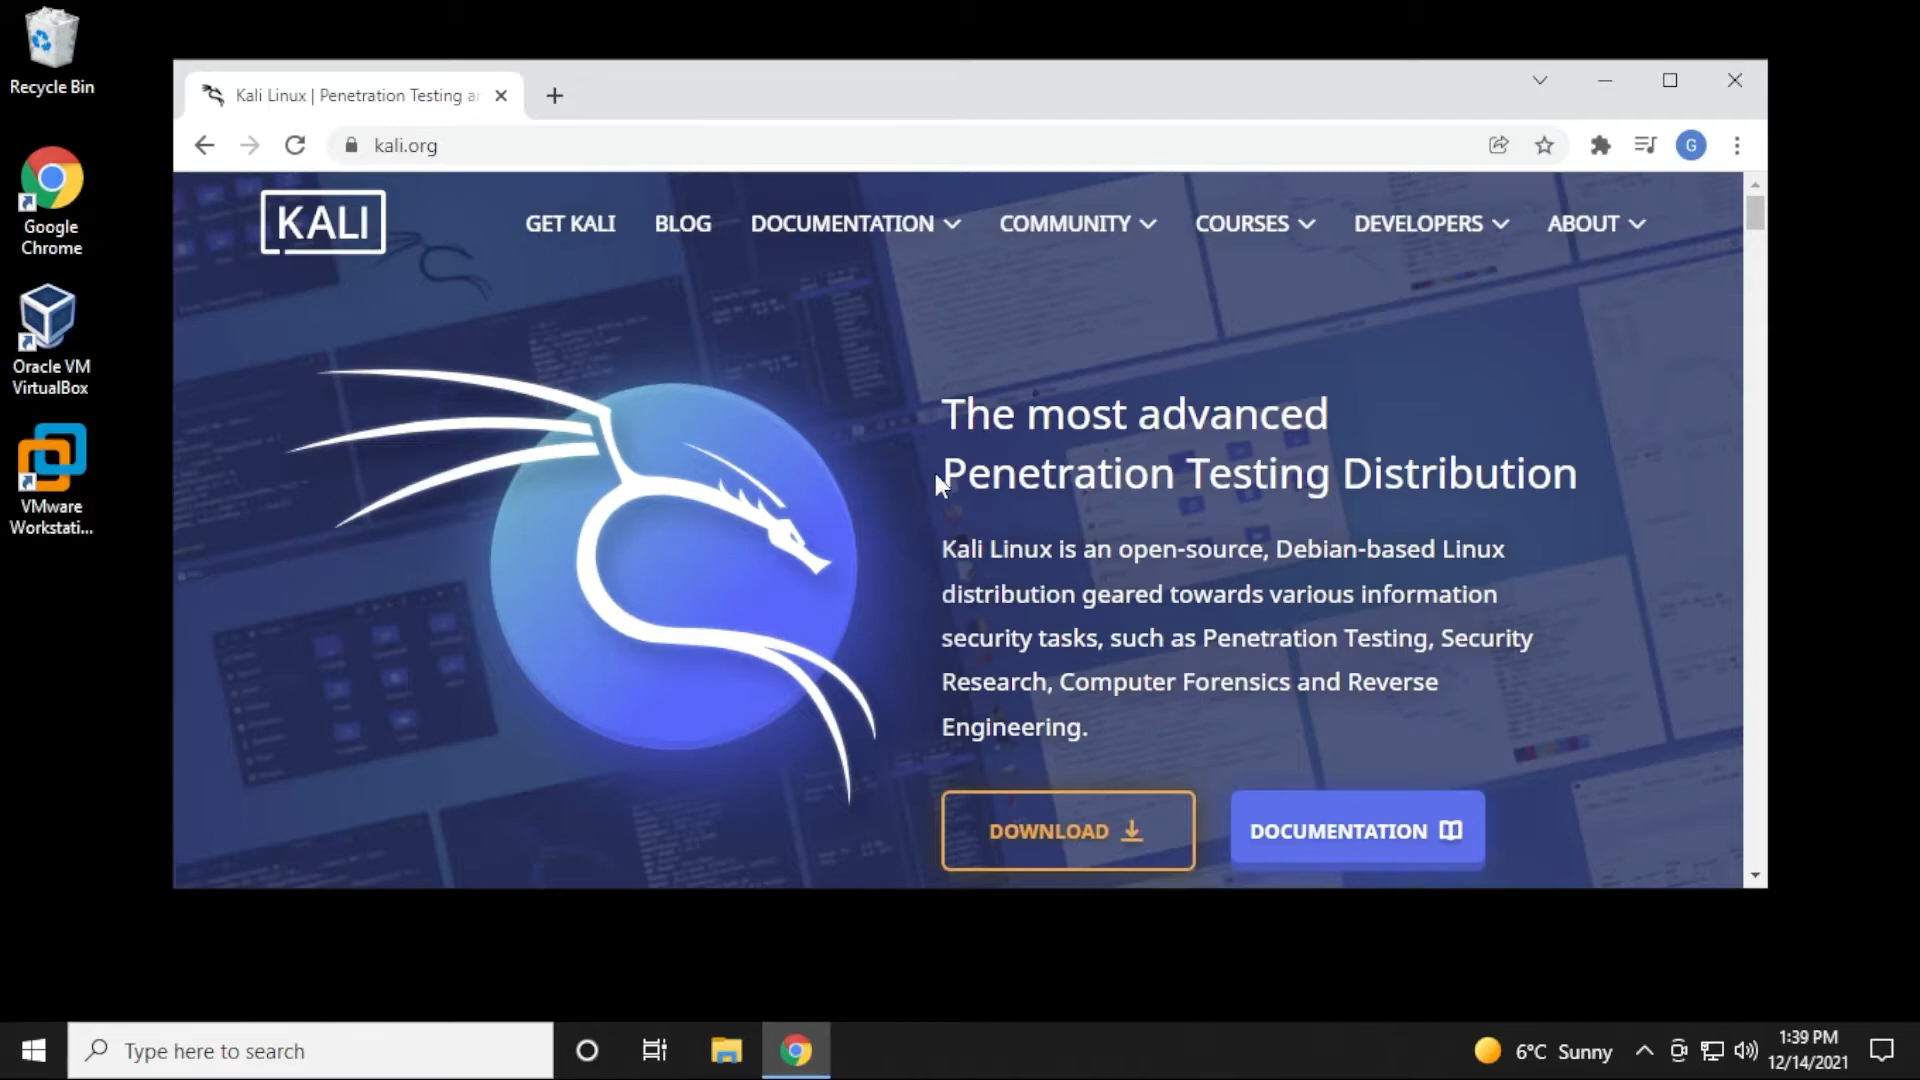 Recycle Bin
Google
Chrome
Oracle VM
VirtualBox
VMware
Workstati...
Kali Linux | Penetration Testing a
kali.org
G
KALI
GET KALI
BLOG
DOCUMENTATION
COMMUNITY
COURSES
DEVELOPERS
ABOUT
The most advanced
Penetration Testing Distribution
Kali Linux is an open-source, Debian-based Linux
distribution geared towards various information
security tasks, such as Penetration Testing, Security
Research, Computer Forensics and Reverse
Engineering.
DOWNLOAD
DOCUMENTATION
Type here to search
6°C Sunny
1:39 PM
12/14/2021